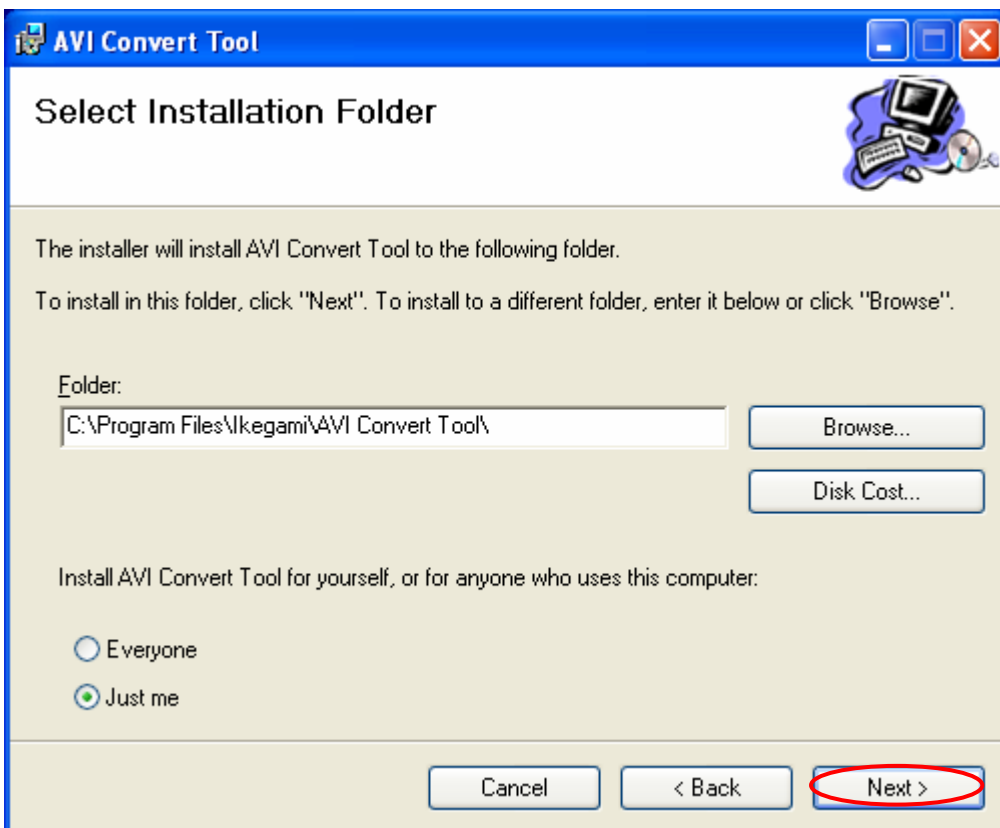 AVI Convert Tool
Select Installation Folder
The installer will install AVI Convert Tool to the following folder.
To install in this folder, click "Next". To install to a different folder, enter it below or click "Browse".
Folder:
C:\Program Files\Ikegami\AVI Convert Tool\
Browse...
Disk Cost...
Install AVI Convert Tool for yourself, or for anyone who uses this computer:
Everyone
Just me
Cancel
< Back
Next >